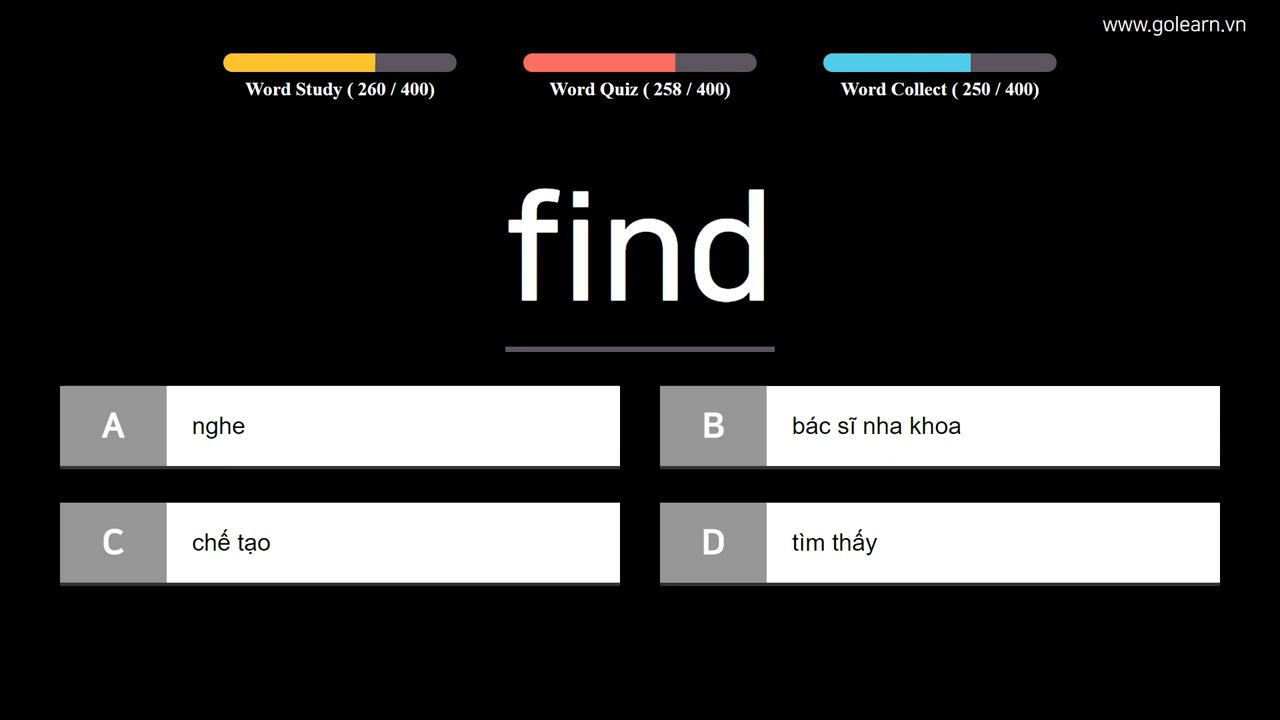 www.golearn.vn
Word Study ( 260 / 400)
Word Quiz ( 258 / 400)
Word Collect ( 250 / 400)
find
A nghe
B bác sĩ nha khoa
C chế tạo
D tìm thấy